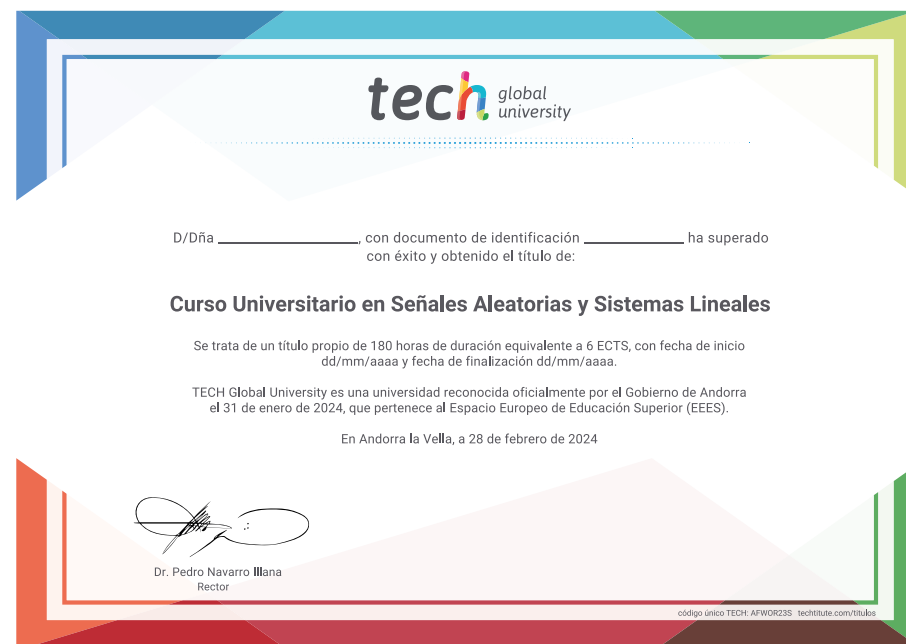 tech global
university
D/Dña ____________________, con documento de identificación ______________ ha superado
con éxito y obtenido el título de:
Curso Universitario en Señales Aleatorias y Sistemas Lineales
Se trata de un título propio de 180 horas de duración equivalente a 6 ECTS, con fecha de inicio
dd/mm/aaaa y fecha de finalización dd/mm/aaaa.
TECH Global University es una universidad reconocida oficialmente por el Gobierno de Andorra
el 31 de enero de 2024, que pertenece al Espacio Europeo de Educación Superior (EEES).
En Andorra la Vella, a 28 de febrero de 2024
Dr. Pedro Navarro Illana
Rector
código único TECH: AFWOR23S techtitute.com/titulos